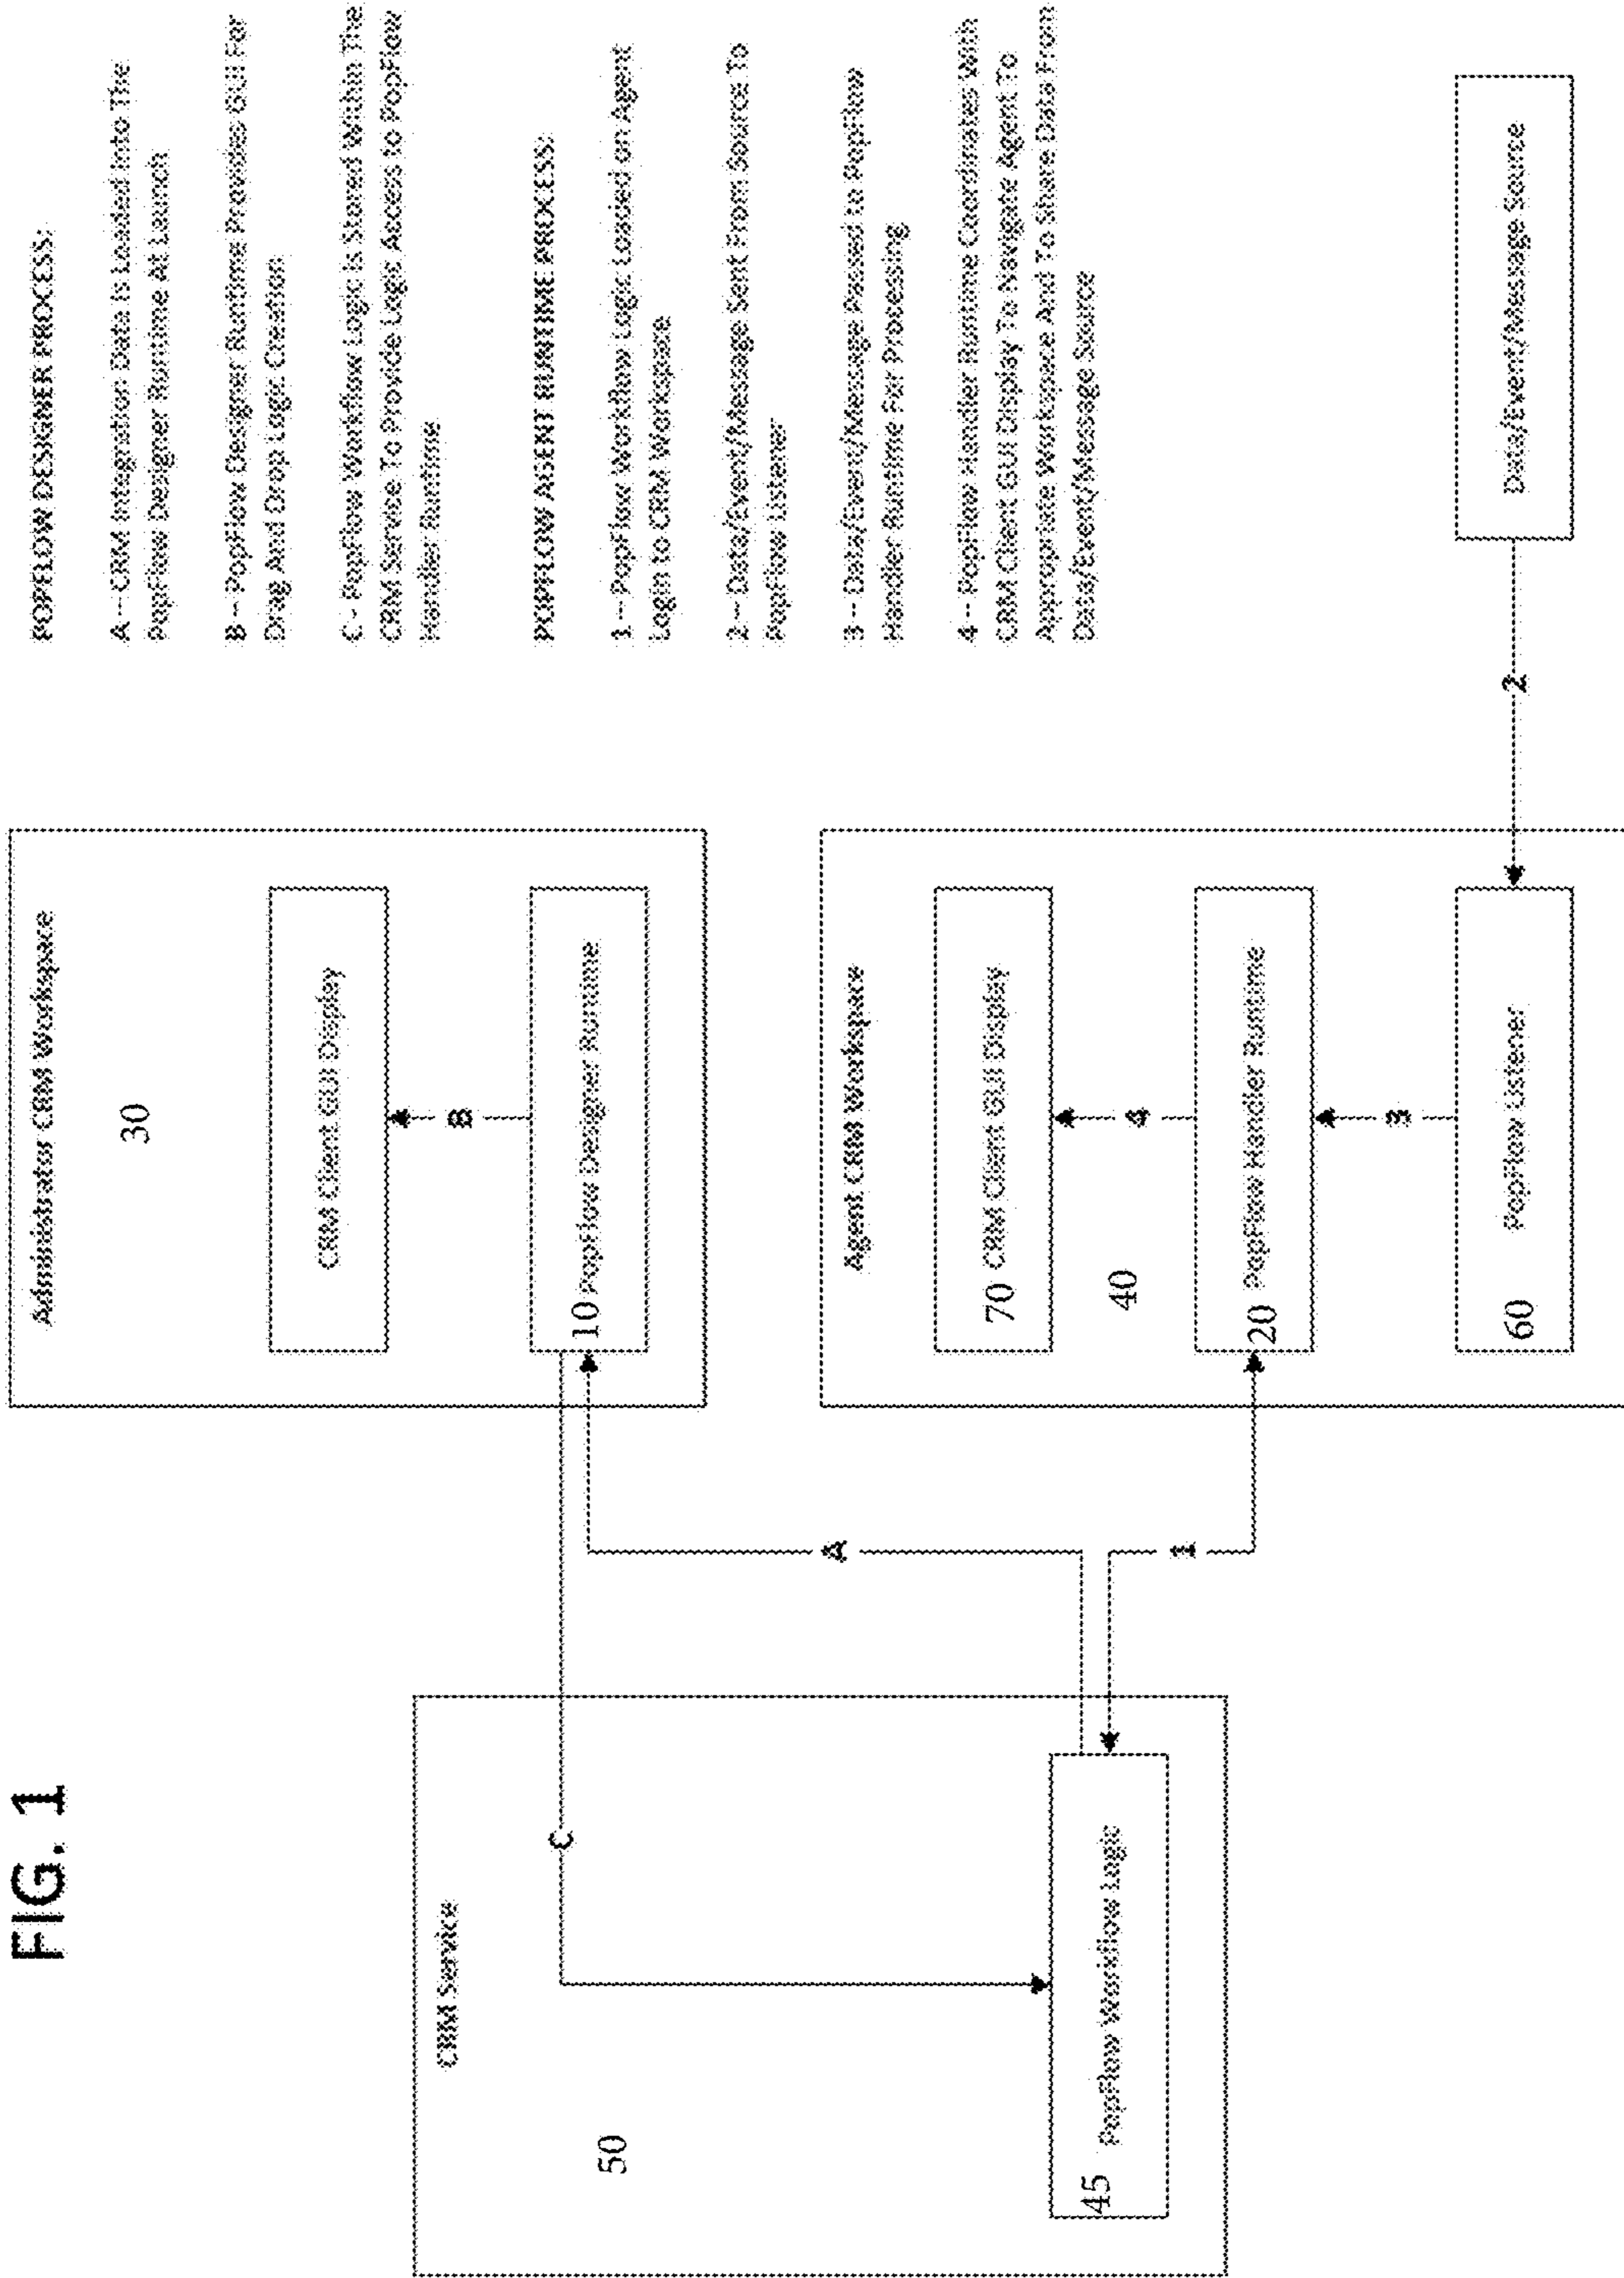 FIG. 1
CRM Service
50
45
PopFlow Workflow Logic
C
A
1
Administrator CRM Workspace
30
CRM Client GUI Display
B
10
PopFlow Designer Runtime
Agent CRM Workspace
70
CRM Client GUI Display
40
4
20
PopFlow Handler Runtime
3
60
PopFlow Listener
2
Data/Event/Message Source
POPFLOW DESIGNER PROCESS:
A -- CRM Integration Data Is Loaded Into The
PopFlow Designer Runtime At Launch
B -- PopFlow Designer Runtime Provides GUI For
Drag And Drop Logic Creation
C - PopFlow Workflow Logic Is Stored Within The
CRM Service To Provide Logic Access to PopFlow
Handler Runtime
POPFLOW AGENT RUNTIME PROCESS:
1 -- PopFlow Workflow Logic Loaded on Agent
Login to CRM Workspace
2 -- Data/Event/Message Sent From Source To
PopFlow Listener
3 -- Data/Event/Message Passed to PopFlow
Handler Runtime For Processing
4 -- PopFlow Handler Runtime Coordinates With
CRM Client GUI Display To Navigate Agent To
Appropriate Workspace And To Share Data From
Data/Event/Message Source